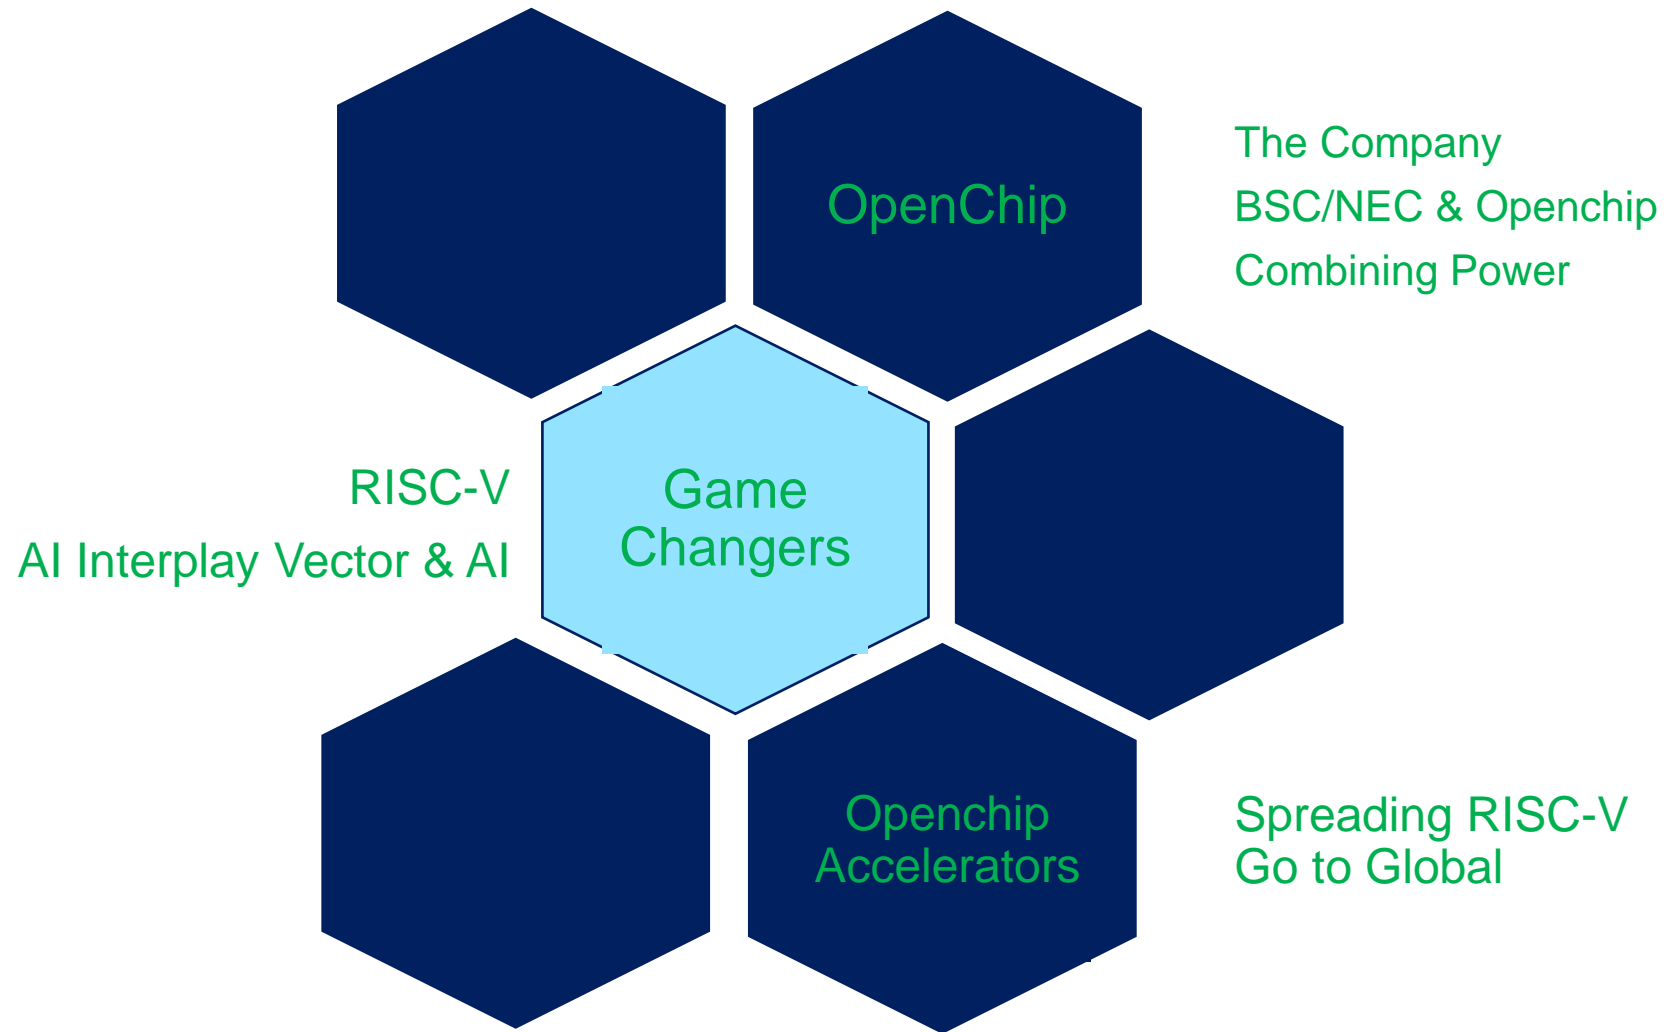 OpenChip
The Company
BSC/NEC & Openchip
Combining Power
RISC-V
AI Interplay Vector & AI
Game
Changers
Openchip
Accelerators
Spreading RISC-V
Go to Global